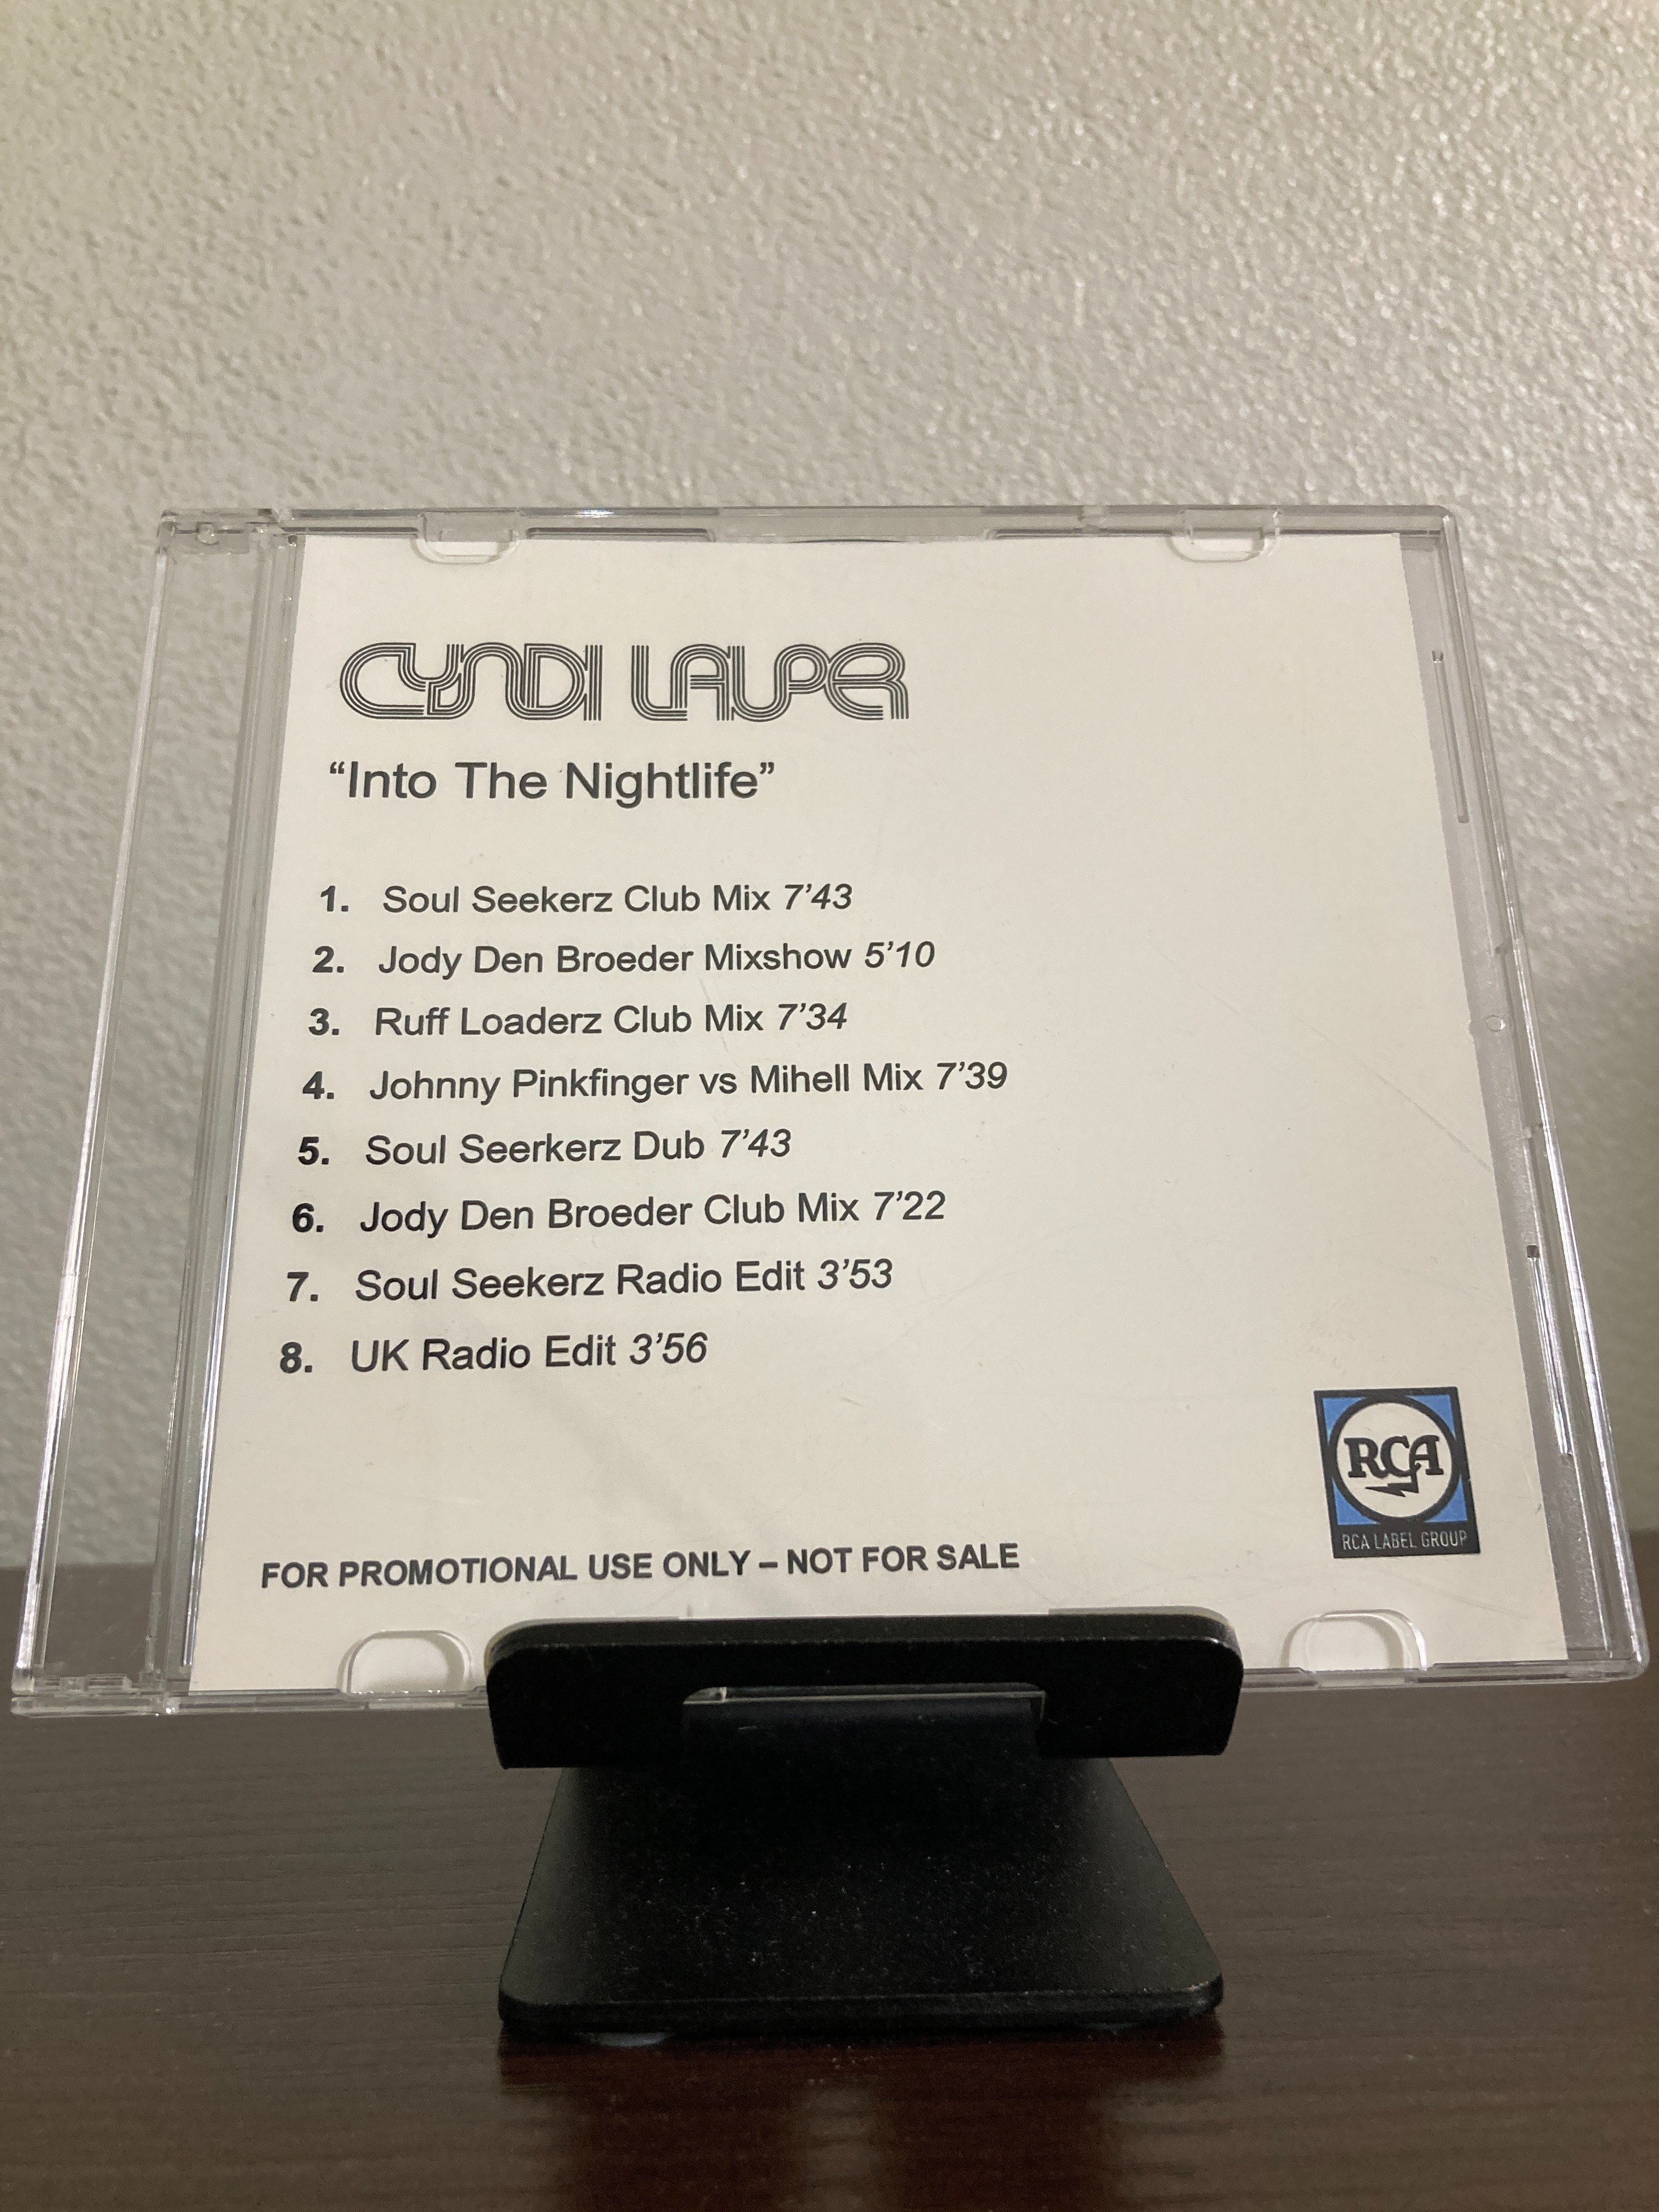 CYNDI LAUPER
“Into The Nightlife”
1. Soul Seekerz Club Mix 7’43
2. Jody Den Broeder Mixshow 5’10
3. Ruff Loaderz Club Mix 7’34
4. Johnny Pinkfinger vs Mihell Mix 7’39
5. Soul Seerkerz Dub 7’43
6. Jody Den Broeder Club Mix 7’22
7. Soul Seekerz Radio Edit 3’53
8. UK Radio Edit 3’56
RCA
RCA LABEL GROUP
FOR PROMOTIONAL USE ONLY – NOT FOR SALE